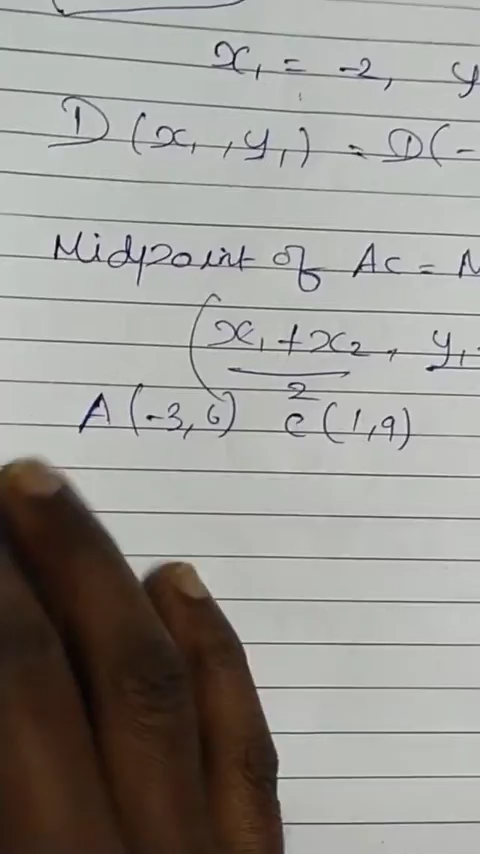 x₁ = -2, y
D (x₁, y₁) = D(-
Midpoint of AC = M
(x₁ + x₂ / 2, y₁
A(-3, 6) C(1, 9)